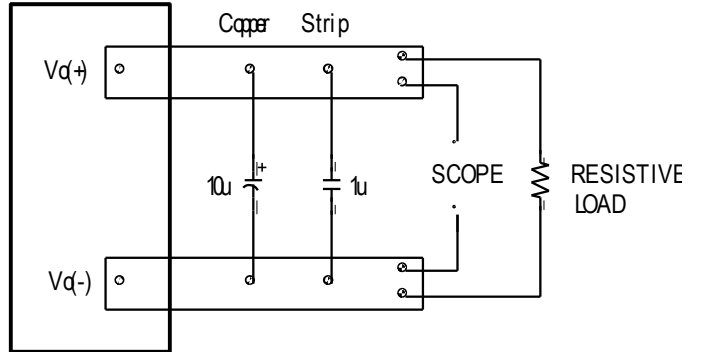 Copper Strip
Vo(+)
10u
+
1u
SCOPE
RESISTIVE
LOAD
Vo(-)